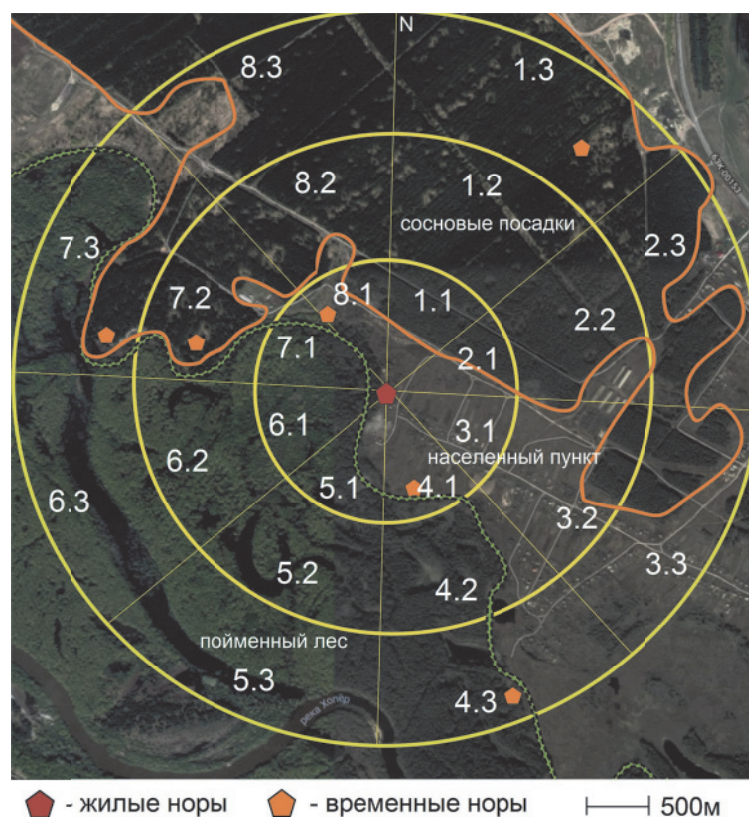 N
8.3
1.3
63К-00153
8.2
1.2
сосновые посадки
7.3
2.3
7.2
8.1
1.1
2.2
7.1
2.1
6.1
3.1
6.2
населенный пункт
6.3
5.1
4.1
3.2
3.3
5.2
4.2
пойменный лес
5.3
4.3
река Хопёр
- жилые норы
- временные норы
500м